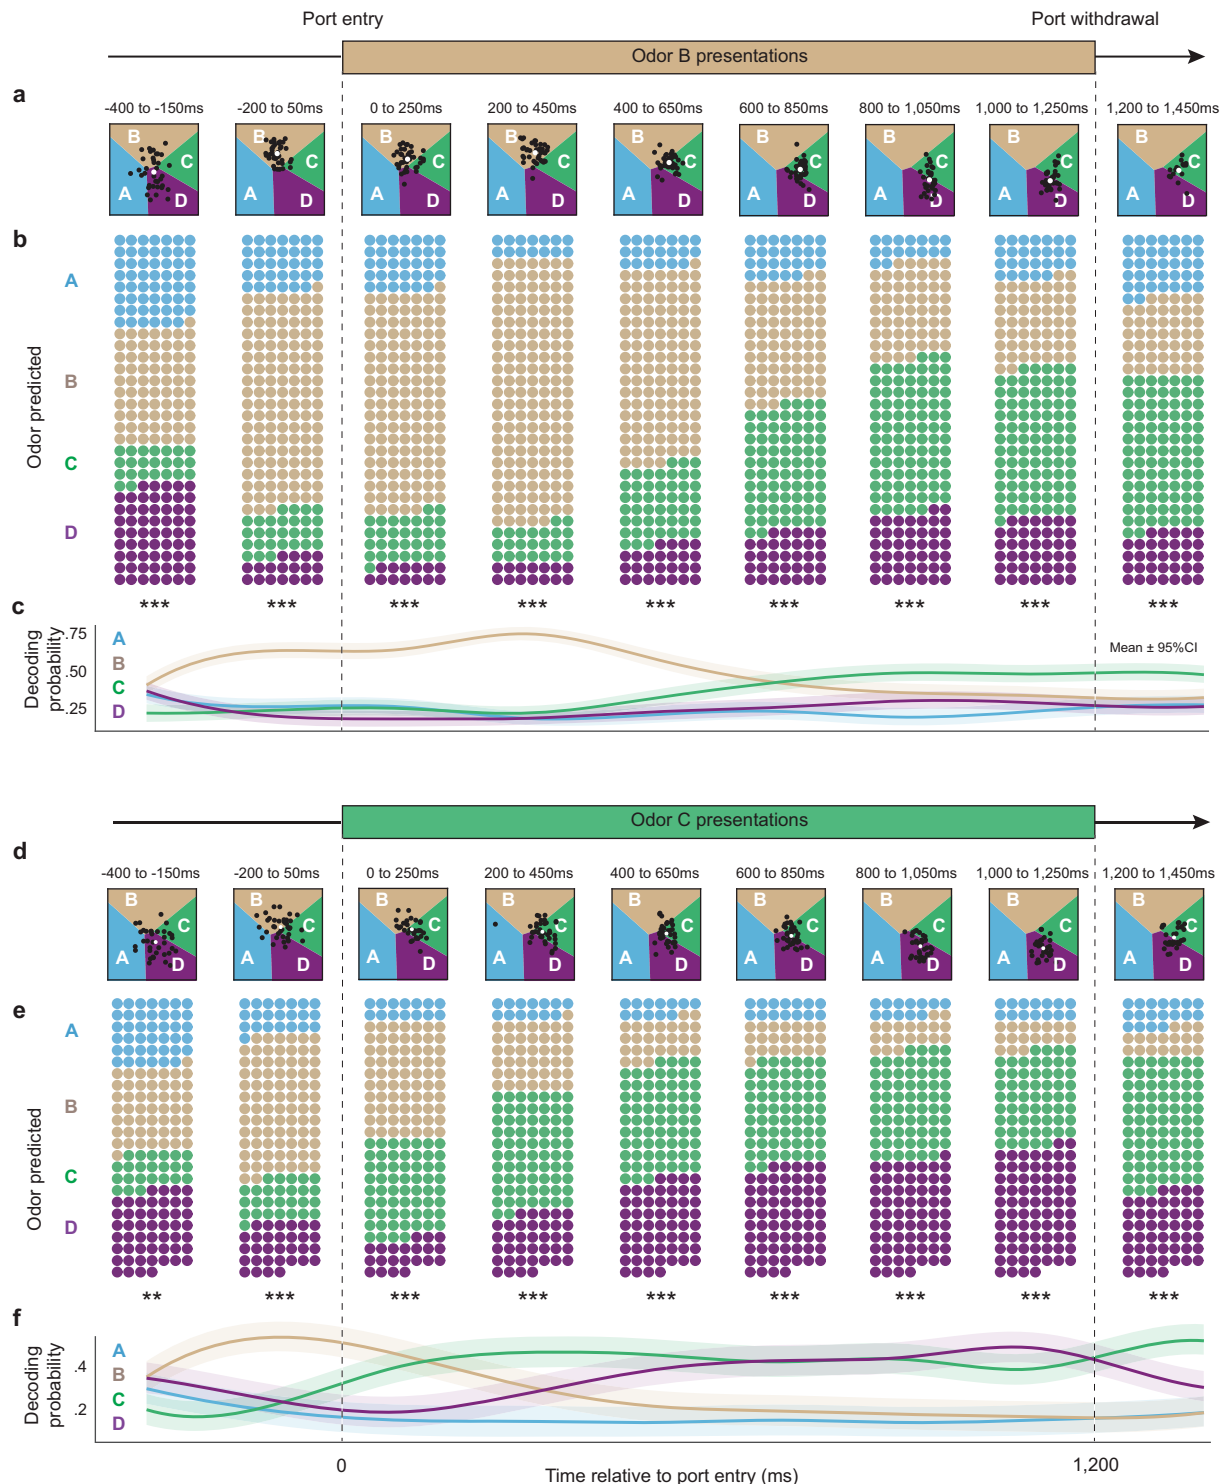 Port entry
Port withdrawal
Odor B presentations
a
-400 to -150ms
-200 to 50ms
0 to 250ms
200 to 450ms
400 to 650ms
600 to 850ms
800 to 1,050ms
1,000 to 1,250ms
1,200 to 1,450ms
B
C
A
D
B
C
A
D
B
C
A
D
B
C
A
D
B
C
A
D
B
C
A
D
B
C
A
D
B
C
A
D
B
C
A
D
b
Odor predicted
A
B
C
D
***
***
***
***
***
***
***
***
***
c
Decoding
probability
.75
.50
.25
A
B
C
D
Mean ± 95%CI
Odor C presentations
d
-400 to -150ms
-200 to 50ms
0 to 250ms
200 to 450ms
400 to 650ms
600 to 850ms
800 to 1,050ms
1,000 to 1,250ms
1,200 to 1,450ms
B
C
A
D
B
C
A
D
B
C
A
D
B
C
A
D
B
C
A
D
B
C
A
D
B
C
A
D
B
C
A
D
B
C
A
D
e
Odor predicted
A
B
C
D
**
***
***
***
***
***
***
***
***
f
Decoding
probability
.4
.2
A
B
C
D
0
1,200
Time relative to port entry (ms)